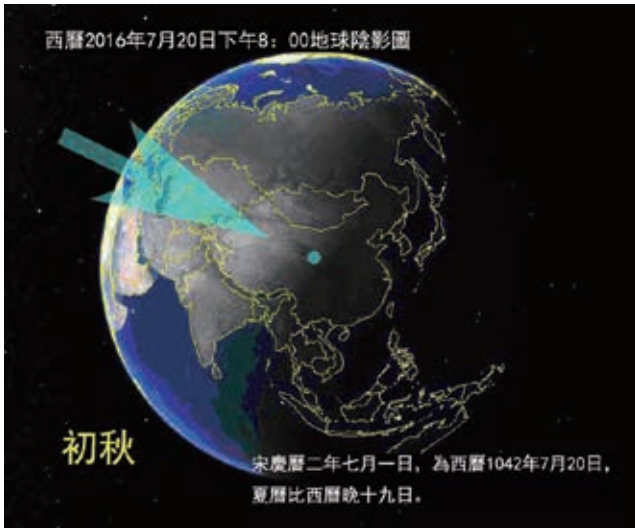 西曆2016年7月20日下午8：00地球陰影圖
初秋
宋慶曆二年七月一日，為西曆1042年7月20日，
夏曆比西曆晚十九日。